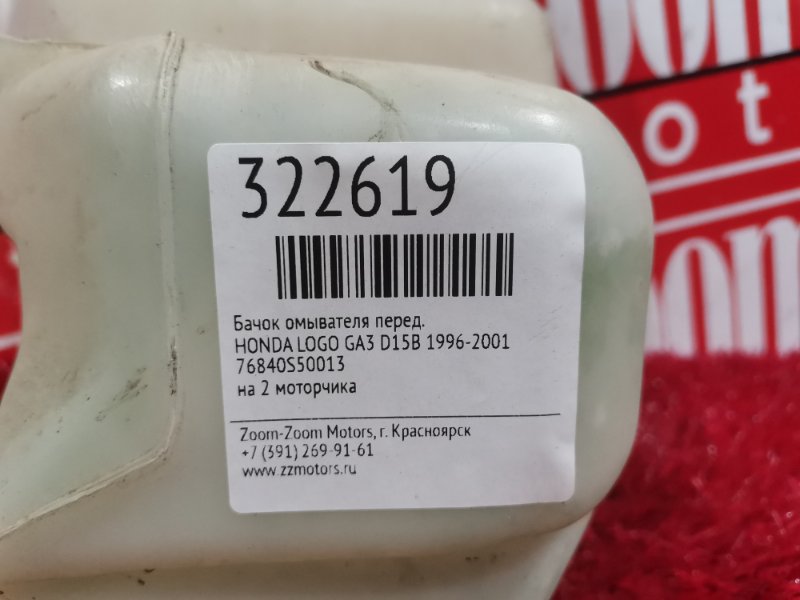 322619
Бачок омывателя перед.
HONDA LOGO GA3 D15B 1996-2001
76840S50013
на 2 моторчика
Zoom-Zoom Motors, г. Красноярск
+7 (391) 269-91-61
www.zzmotors.ru